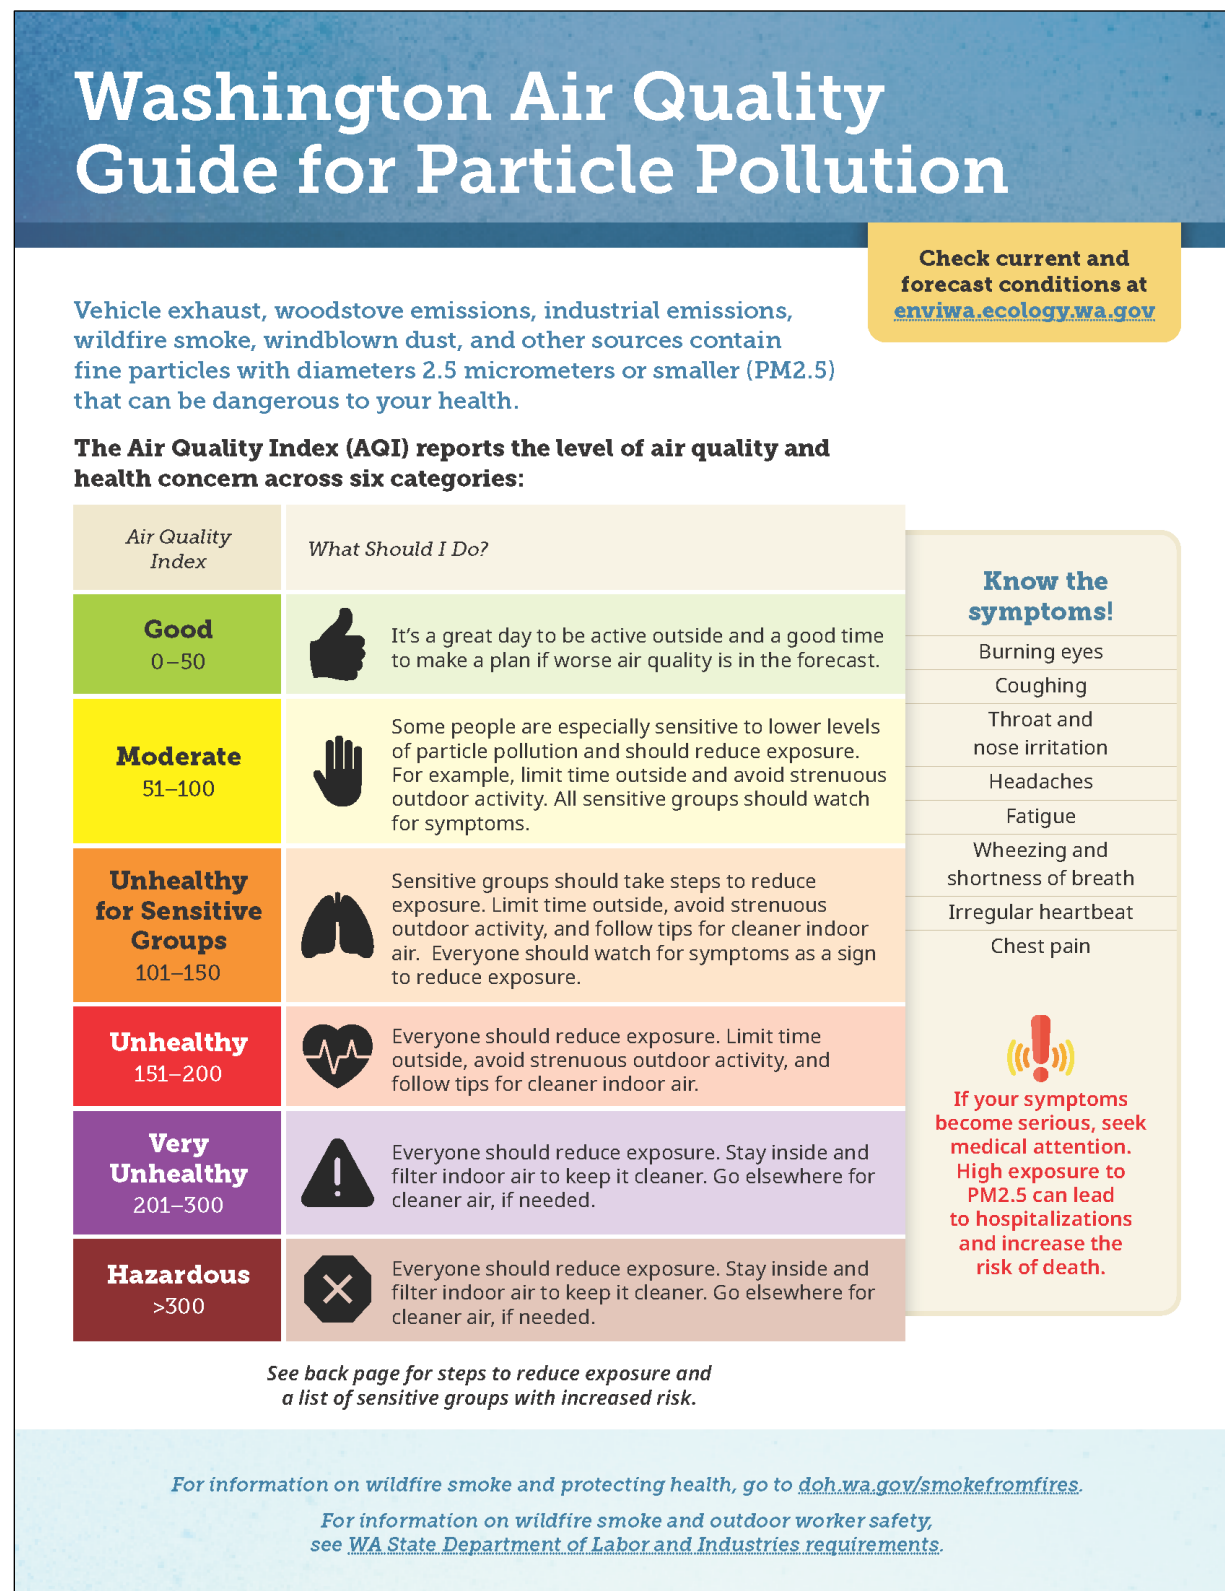 Washington Air Quality
Guide for Particle Pollution
Check current and
forecast conditions at
enviwa.ecology.wa.gov
Vehicle exhaust, woodstove emissions, industrial emissions,
wildfire smoke, windblown dust, and other sources contain
fine particles with diameters 2.5 micrometers or smaller (PM2.5)
that can be dangerous to your health.
The Air Quality Index (AQI) reports the level of air quality and
health concern across six categories:
Air Quality
Index
What Should I Do?
Good
0–50
It's a great day to be active outside and a good time
to make a plan if worse air quality is in the forecast.
Moderate
51–100
Some people are especially sensitive to lower levels
of particle pollution and should reduce exposure.
For example, limit time outside and avoid strenuous
outdoor activity. All sensitive groups should watch
for symptoms.
Unhealthy
for Sensitive
Groups
101–150
Sensitive groups should take steps to reduce
exposure. Limit time outside, avoid strenuous
outdoor activity, and follow tips for cleaner indoor
air. Everyone should watch for symptoms as a sign
to reduce exposure.
Unhealthy
151–200
Everyone should reduce exposure. Limit time
outside, avoid strenuous outdoor activity, and
follow tips for cleaner indoor air.
Very
Unhealthy
201–300
Everyone should reduce exposure. Stay inside and
filter indoor air to keep it cleaner. Go elsewhere for
cleaner air, if needed.
Hazardous
>300
Everyone should reduce exposure. Stay inside and
filter indoor air to keep it cleaner. Go elsewhere for
cleaner air, if needed.
Know the
symptoms!
Burning eyes
Coughing
Throat and
nose irritation
Headaches
Fatigue
Wheezing and
shortness of breath
Irregular heartbeat
Chest pain
If your symptoms
become serious, seek
medical attention.
High exposure to
PM2.5 can lead
to hospitalizations
and increase the
risk of death.
See back page for steps to reduce exposure and
a list of sensitive groups with increased risk.
For information on wildfire smoke and protecting health, go to doh.wa.gov/smokefromfires.
For information on wildfire smoke and outdoor worker safety,
see WA State Department of Labor and Industries requirements.